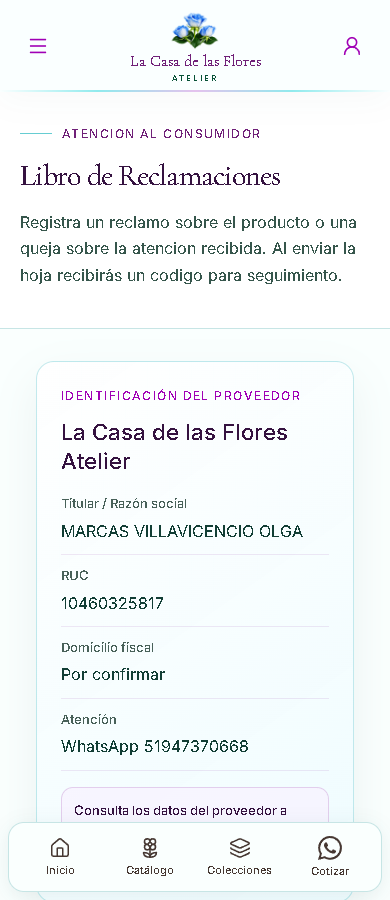 La Casa de las Flores
ATELIER
ATENCION AL CONSUMIDOR
Libro de Reclamaciones
Registra un reclamo sobre el producto o una
queja sobre la atencion recibida. Al enviar la
hoja recibirás un codigo para seguimiento.
IDENTIFICACIÓN DEL PROVEEDOR
La Casa de las Flores
Atelier
Titular / Razón social
MARCAS VILLAVICENCIO OLGA
RUC
10460325817
Domicilio fiscal
Por confirmar
Atención
WhatsApp 51947370668
Consulta los datos del proveedor a
Inicio
Catálogo
Colecciones
Cotizar